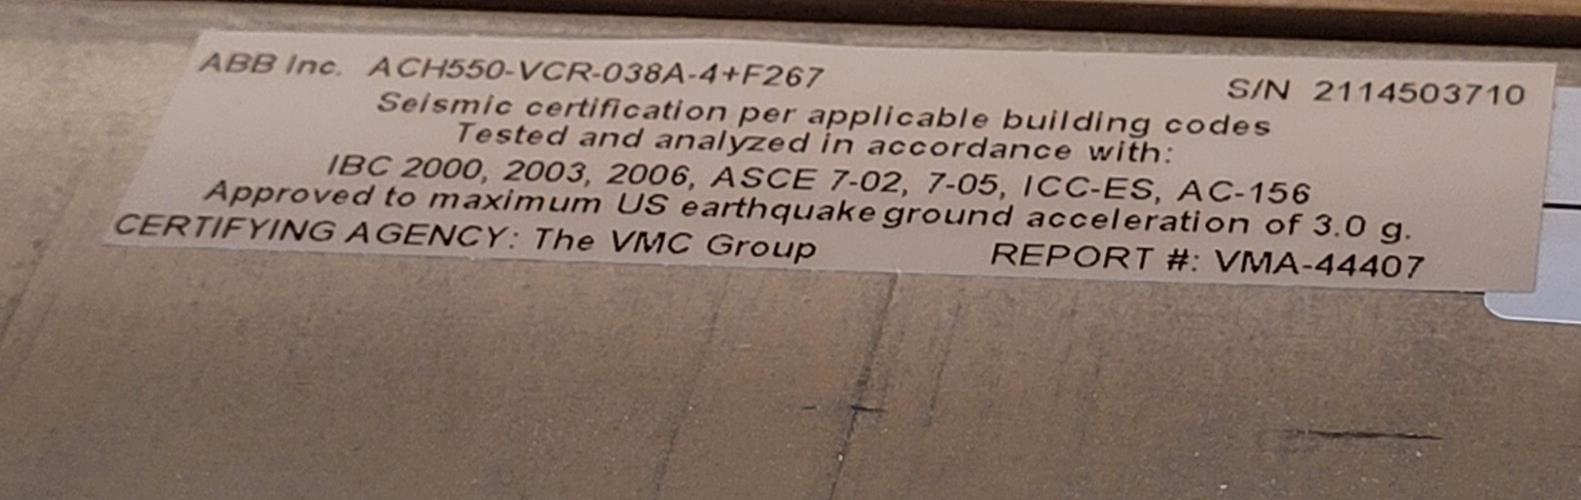 ABB Inc. ACH550-VCR-038A-4+F267 S/N 2114503710
Seismic certification per applicable building codes
Tested and analyzed in accordance with:
IBC 2000, 2003, 2006, ASCE 7-02, 7-05, ICC-ES, AC-156
Approved to maximum US earthquake ground acceleration of 3.0 g.
CERTIFYING AGENCY: The VMC Group REPORT #: VMA-44407